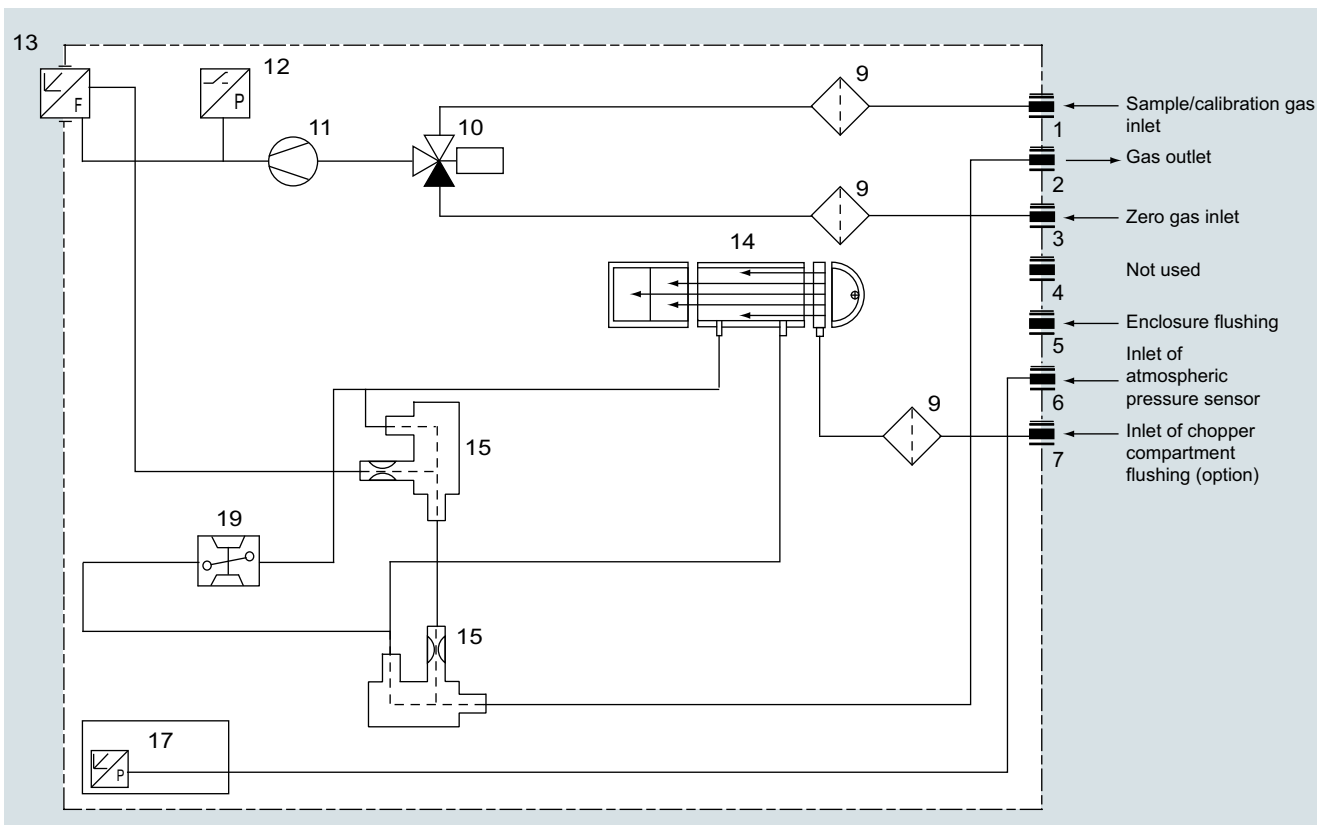 13
12
F
P
11
10
9
1
Sample/calibration gas
inlet
2
Gas outlet
9
3
Zero gas inlet
14
4
Not used
5
Enclosure flushing
6
Inlet of
atmospheric
pressure sensor
9
7
Inlet of chopper
compartment
flushing (option)
15
19
15
17
P